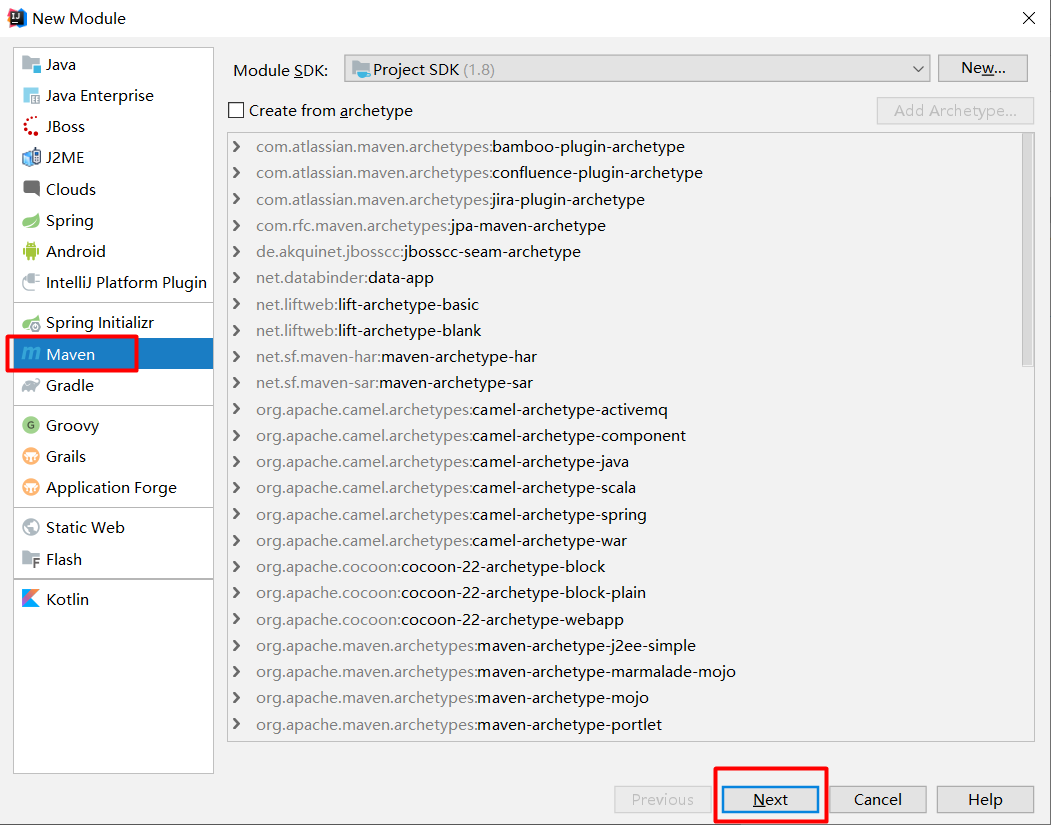 New Module
Java
Java Enterprise
JBoss
J2ME
Clouds
Spring
Android
IntelliJ Platform Plugin
Spring Initializr
Maven
Gradle
Groovy
Grails
Application Forge
Static Web
Flash
Kotlin
Module SDK: Project SDK (1.8) New...
Create from archetype Add Archetype...
com.atlassian.maven.archetypes:bamboo-plugin-archetype
com.atlassian.maven.archetypes:confluence-plugin-archetype
com.atlassian.maven.archetypes:jira-plugin-archetype
com.rfc.maven.archetypes:jpa-maven-archetype
de.akquinet.jbosscc:jbosscc-seam-archetype
net.databinder:data-app
net.liftweb:lift-archetype-basic
net.liftweb:lift-archetype-blank
net.sf.maven-har:maven-archetype-har
net.sf.maven-sar:maven-archetype-sar
org.apache.camel.archetypes:camel-archetype-activemq
org.apache.camel.archetypes:camel-archetype-component
org.apache.camel.archetypes:camel-archetype-java
org.apache.camel.archetypes:camel-archetype-scala
org.apache.camel.archetypes:camel-archetype-spring
org.apache.camel.archetypes:camel-archetype-war
org.apache.cocoon:cocoon-22-archetype-block
org.apache.cocoon:cocoon-22-archetype-block-plain
org.apache.cocoon:cocoon-22-archetype-webapp
org.apache.maven.archetypes:maven-archetype-j2ee-simple
org.apache.maven.archetypes:maven-archetype-marmalade-mojo
org.apache.maven.archetypes:maven-archetype-mojo
org.apache.maven.archetypes:maven-archetype-portlet
Previous Next Cancel Help